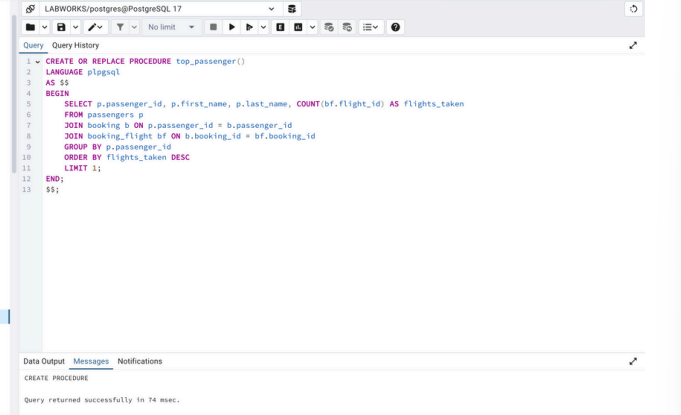 LABWORKS/postgres@PostgreSQL 17
No limit
Query Query History
1 CREATE OR REPLACE PROCEDURE top_passenger()
2 LANGUAGE plpgsql
3 AS $$
4 BEGIN
5 SELECT p.passenger_id, p.first_name, p.last_name, COUNT(bf.flight_id) AS flights_taken
6 FROM passengers p
7 JOIN booking b ON p.passenger_id = b.passenger_id
8 JOIN booking_flight bf ON b.booking_id = bf.booking_id
9 GROUP BY p.passenger_id
10 ORDER BY flights_taken DESC
11 LIMIT 1;
12 END;
13 $$;
Data Output Messages Notifications
CREATE PROCEDURE
Query returned successfully in 74 msec.